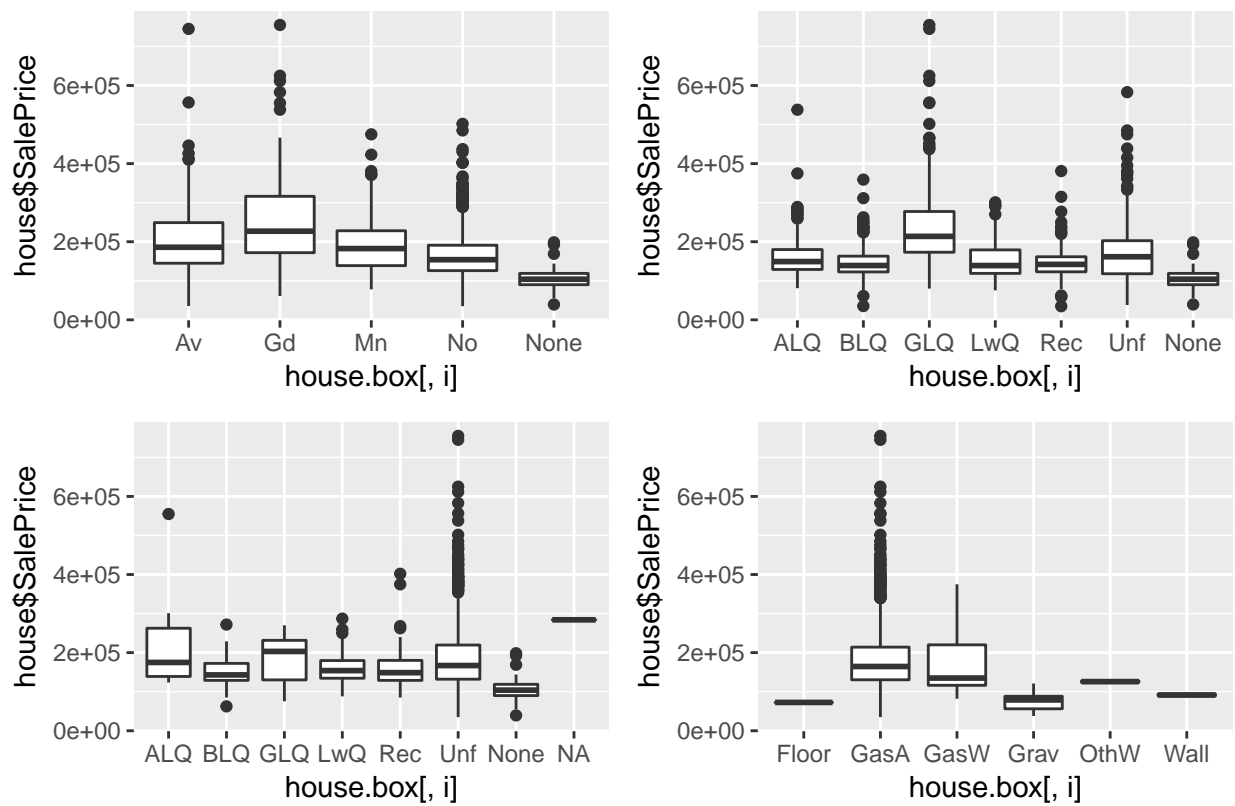 house$SalePrice
6e+05
4e+05
2e+05
0e+00
Av Gd Mn No None
house.box[, i]
house$SalePrice
6e+05
4e+05
2e+05
0e+00
ALQ BLQ GLQ LwQ Rec Unf None
house.box[, i]
house$SalePrice
6e+05
4e+05
2e+05
0e+00
ALQ BLQ GLQ LwQ Rec Unf None NA
house.box[, i]
house$SalePrice
6e+05
4e+05
2e+05
0e+00
Floor GasA GasW Grav OthW Wall
house.box[, i]